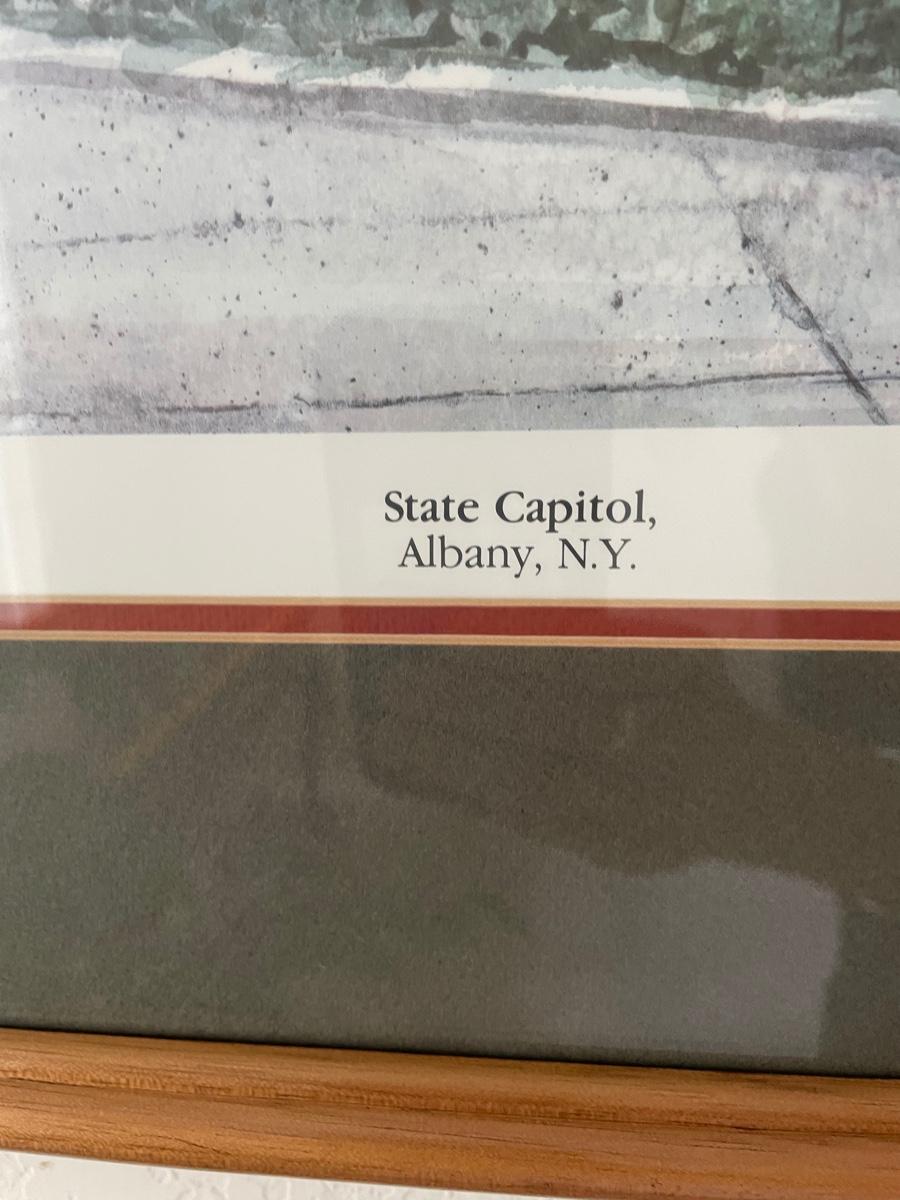 State Capitol,
Albany, N.Y.